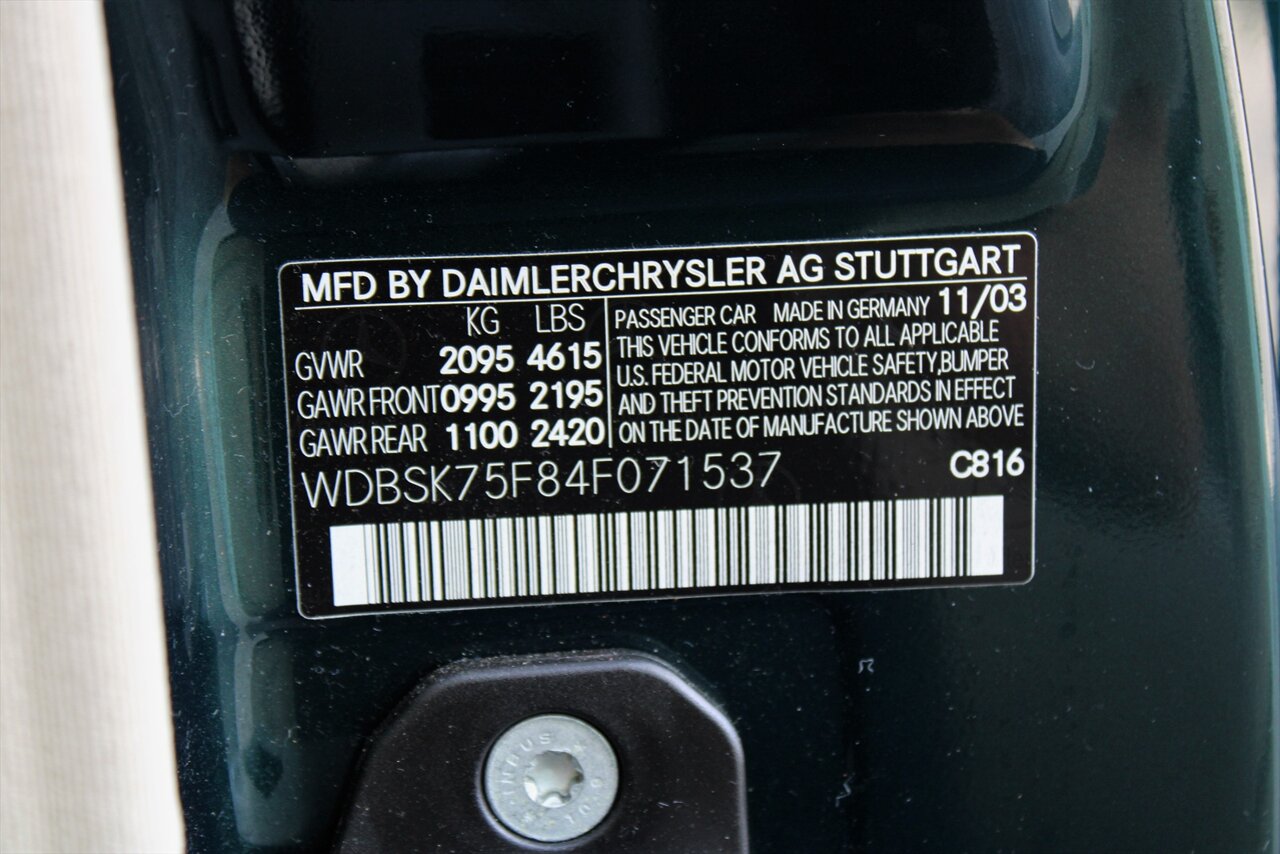 MFD BY DAIMLERCHRYSLER AG STUTTGART
KG LBS
GVWR 2095 4615
GAWR FRONT 0995 2195
GAWR REAR 1100 2420
PASSENGER CAR MADE IN GERMANY 11/03
THIS VEHICLE CONFORMS TO ALL APPLICABLE
U.S. FEDERAL MOTOR VEHICLE SAFETY,BUMPER
AND THEFT PREVENTION STANDARDS IN EFFECT
ON THE DATE OF MANUFACTURE SHOWN ABOVE
WDBSK75F84F071537 C816
INBUS